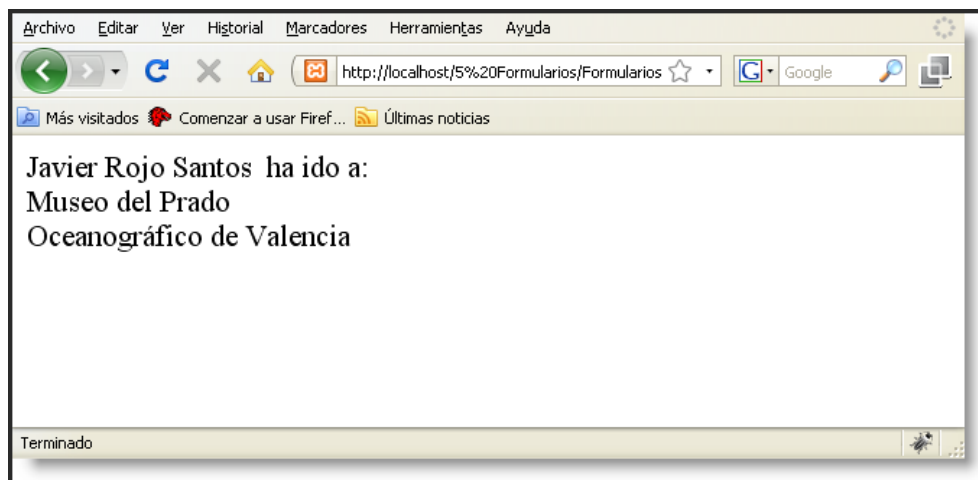 Archivo Editar Ver Historial Marcadores Herramientas Ayuda
http://localhost/5%20Formularios/Formularios G Google
Más visitados Comenzar a usar Firef... Últimas noticias
Javier Rojo Santos ha ido a:
Museo del Prado
Oceanográfico de Valencia
Terminado